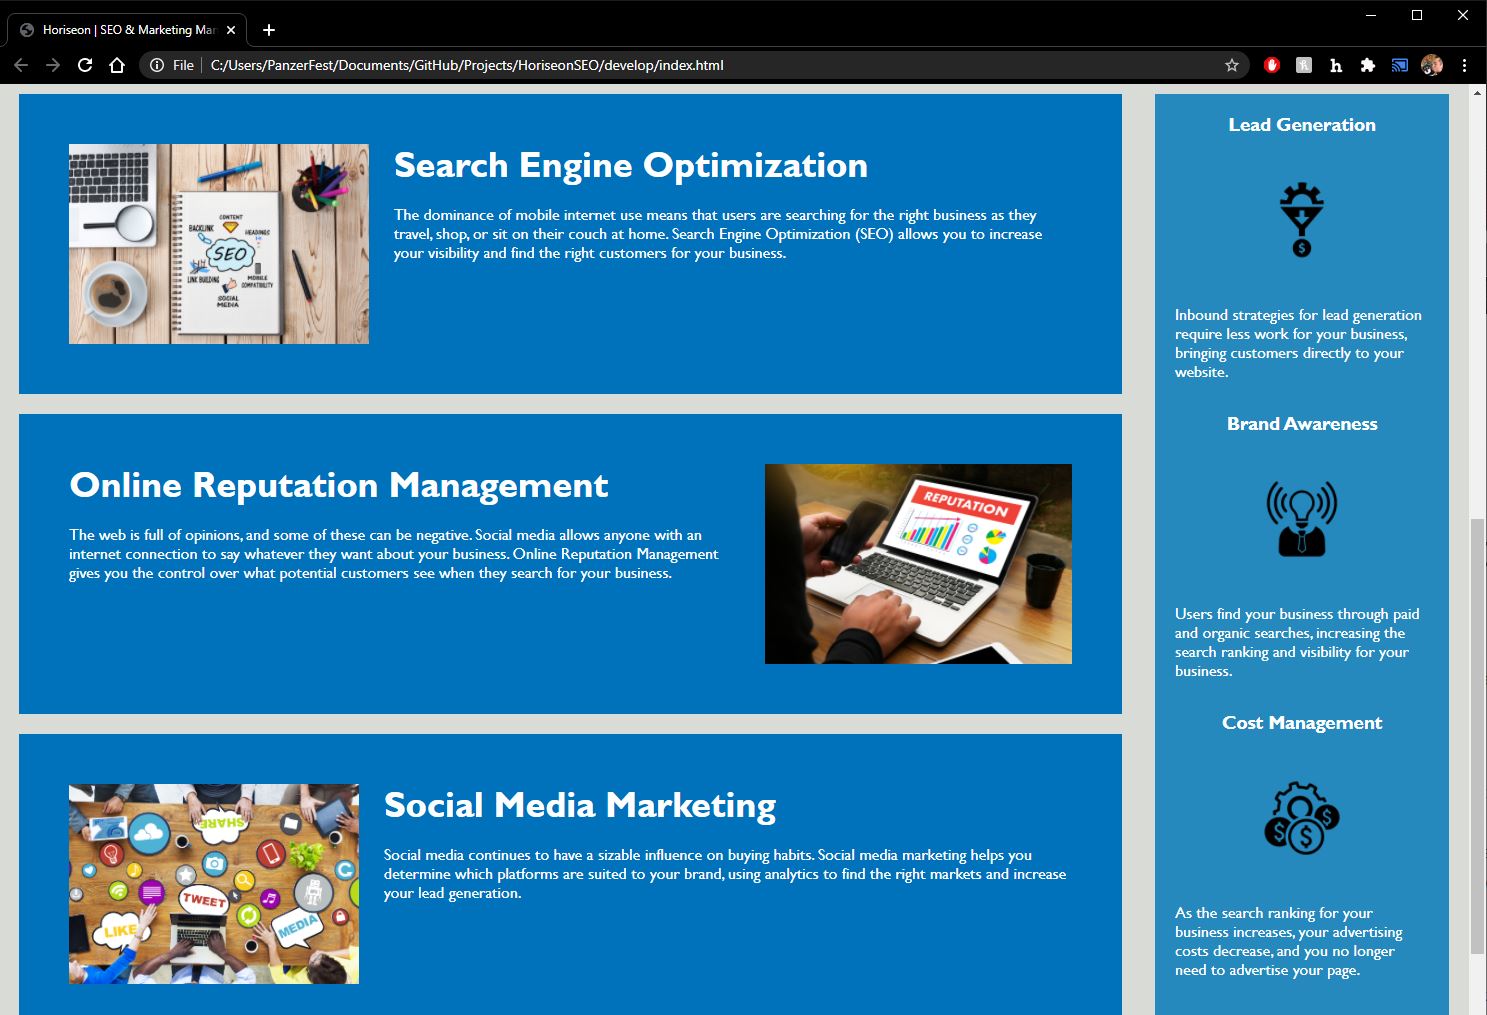 Horiseon | SEO & Marketing Mar
File
C:/Users/PanzerFest/Documents/GitHub/Projects/HoriseonSEO/develop/index.html
Search Engine Optimization
The dominance of mobile internet use means that users are searching for the right business as they
travel, shop, or sit on their couch at home. Search Engine Optimization (SEO) allows you to increase
your visibility and find the right customers for your business.
CONTENT
BACKLINK
HEADINGS
SEO
LINK BUILDING
MOBILE
COMPATIBILITY
SOCIAL
MEDIA
Online Reputation Management
The web is full of opinions, and some of these can be negative. Social media allows anyone with an
internet connection to say whatever they want about your business. Online Reputation Management
gives you the control over what potential customers see when they search for your business.
REPUTATION
Social Media Marketing
Social media continues to have a sizable influence on buying habits. Social media marketing helps you
determine which platforms are suited to your brand, using analytics to find the right markets and increase
your lead generation.
SHARE
TWEET
LIKE
MEDIA
Lead Generation
$
Inbound strategies for lead generation
require less work for your business,
bringing customers directly to your
website.
Brand Awareness
Users find your business through paid
and organic searches, increasing the
search ranking and visibility for your
business.
Cost Management
$ $ $
As the search ranking for your
business increases, your advertising
costs decrease, and you no longer
need to advertise your page.